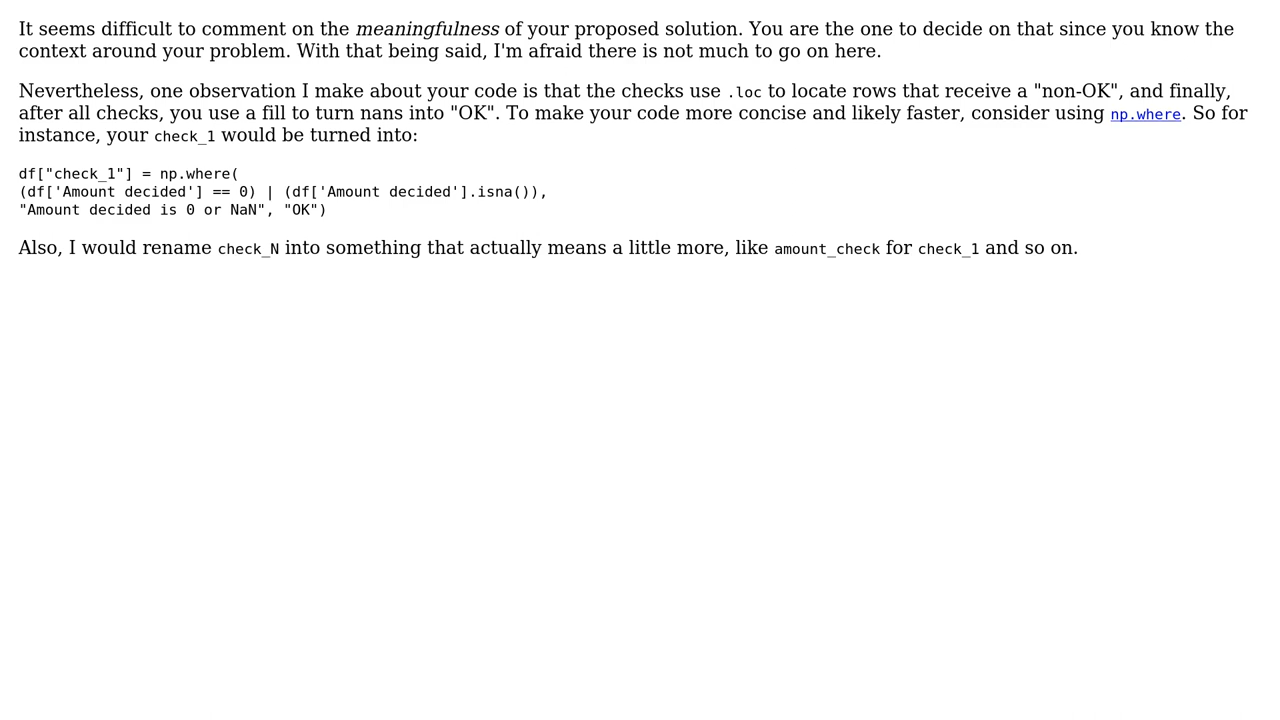 It seems difficult to comment on the meaningfulness of your proposed solution. You are the one to decide on that since you know the
context around your problem. With that being said, I'm afraid there is not much to go on here.
Nevertheless, one observation I make about your code is that the checks use .loc to locate rows that receive a "non-OK", and finally,
after all checks, you use a fill to turn nans into "OK". To make your code more concise and likely faster, consider using np.where. So for
instance, your check_1 would be turned into:
df["check_1"] = np.where(
(df['Amount decided'] == 0) | (df['Amount decided'].isna()),
"Amount decided is 0 or NaN", "OK")
Also, I would rename check_N into something that actually means a little more, like amount_check for check_1 and so on.